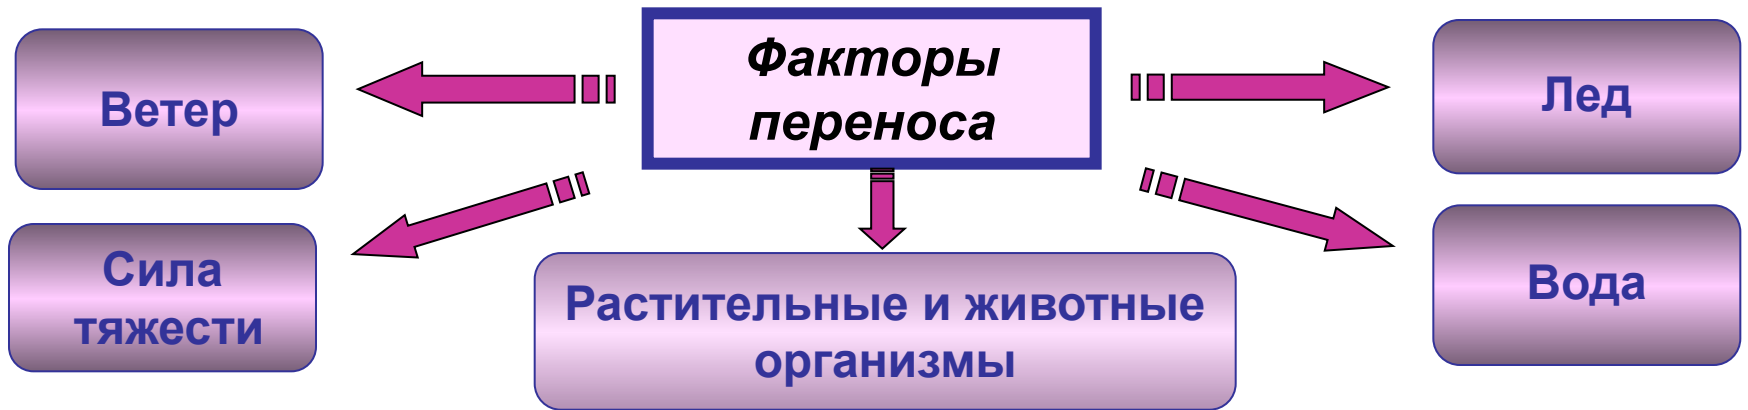 Факторы
переноса
Ветер
Лед
Сила
тяжести
Растительные и животные
организмы
Вода